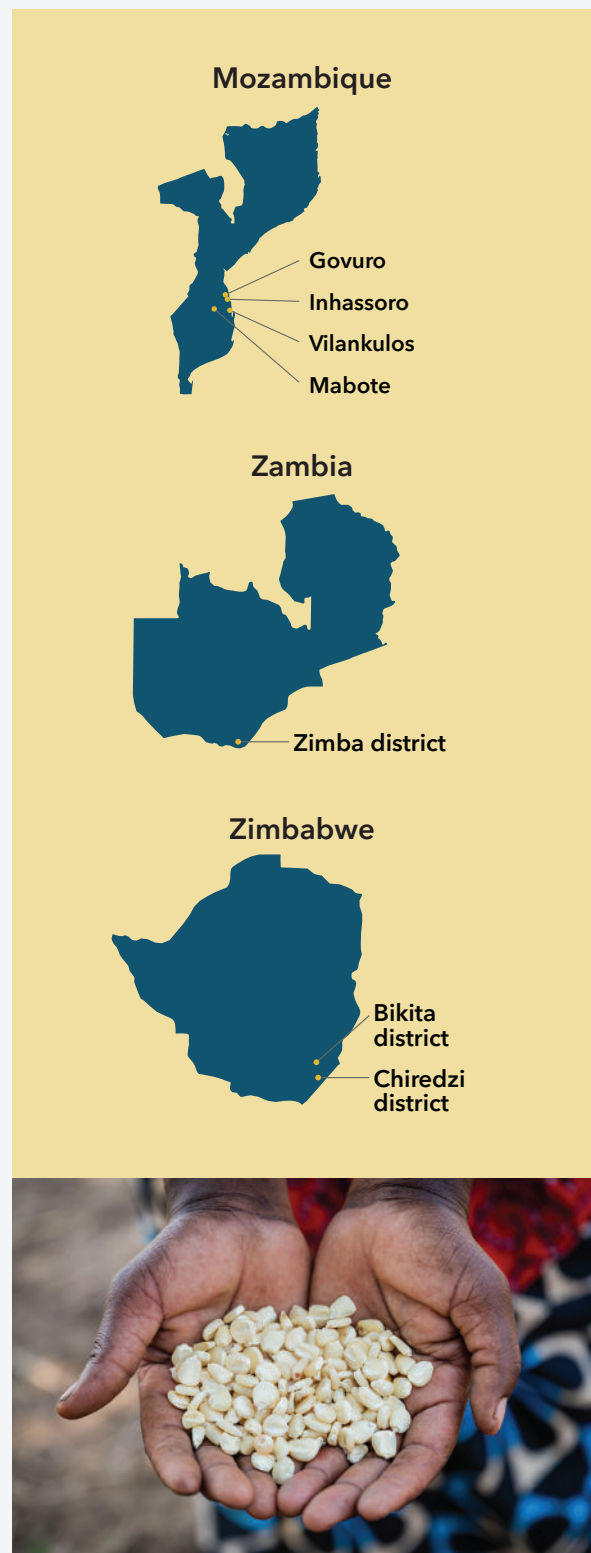 Mozambique
Govuro
Inhassoro
Vilankulos
Mabote
Zambia
Zimba district
Zimbabwe
Bikita
district
Chiredzi
district